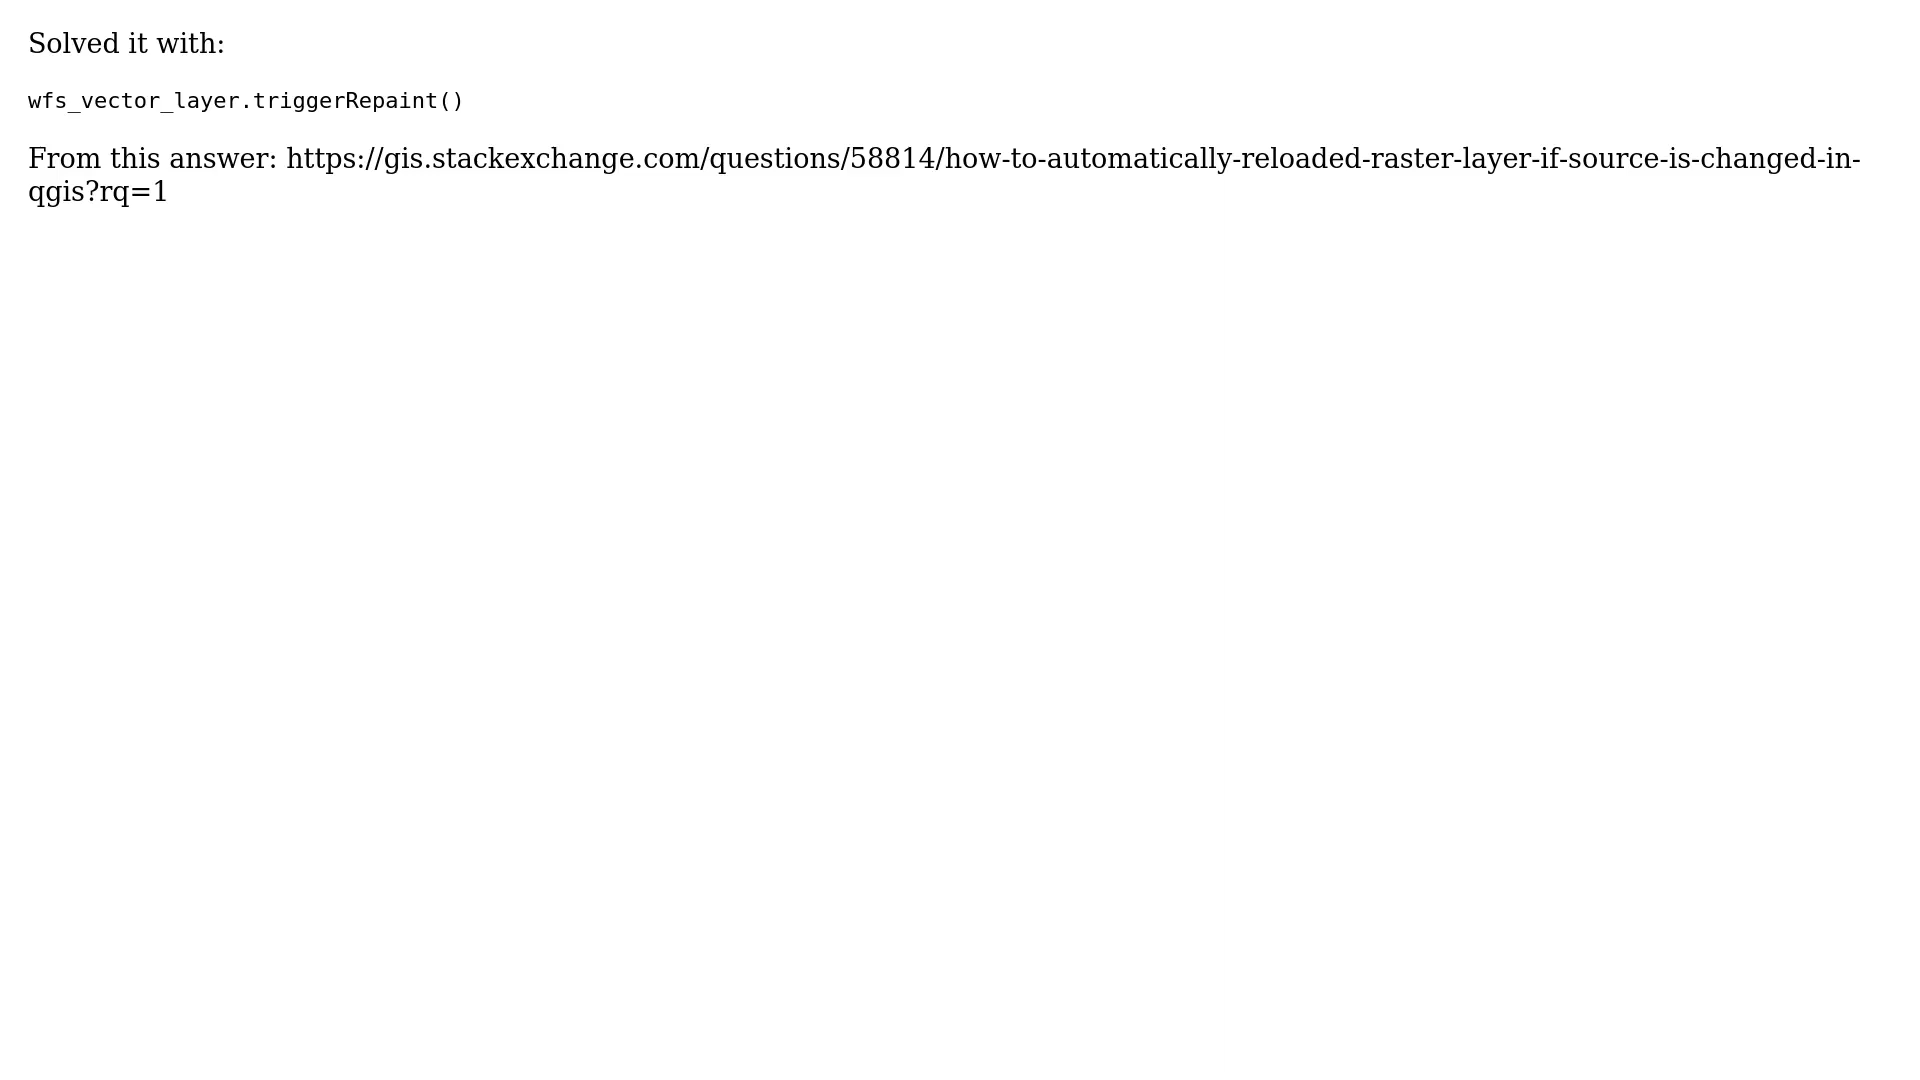 Solved it with:
wfs_vector_layer.triggerRepaint()
From this answer: https://gis.stackexchange.com/questions/58814/how-to-automatically-reloaded-raster-layer-if-source-is-changed-in-
qgis?rq=1